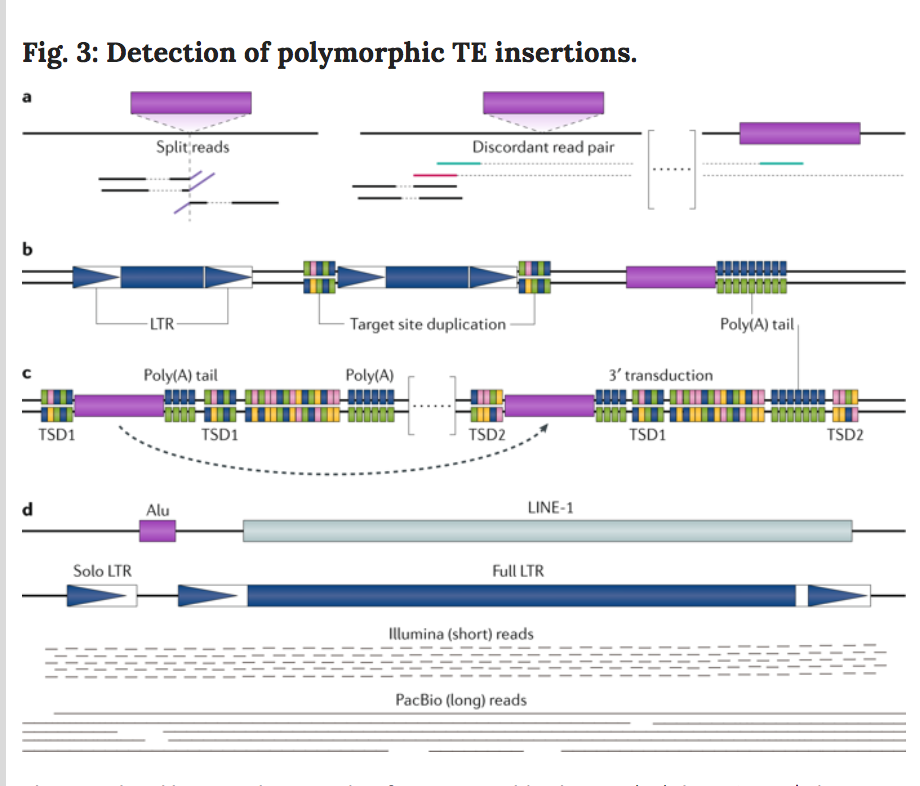 Fig. 3: Detection of polymorphic TE insertions.
a
Split reads
Discordant read pair
b
LTR
Target site duplication
Poly(A) tail
c
Poly(A) tail
Poly(A)
3′ transduction
TSD1
TSD1
TSD2
TSD1
TSD2
d
Alu
LINE-1
Solo LTR
Full LTR
Illumina (short) reads
PacBio (long) reads